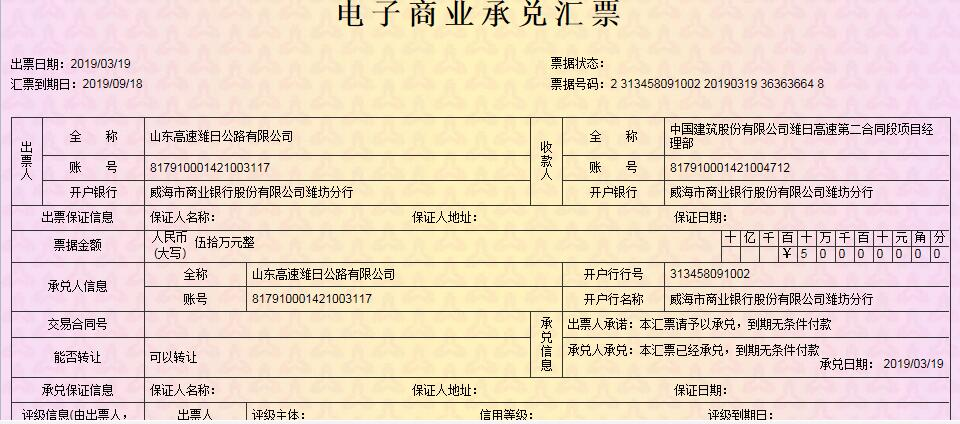 电子商业承兑汇票
出票日期：2019/03/19
票据状态：
汇票到期日：2019/09/18
票据号码：2 313458091002 20190319 36363664 8
出票人
全 称
山东高速潍日公路有限公司
收款人
全 称
中国建筑股份有限公司潍日高速第二合同段项目经
理部
账 号
817910001421003117
账 号
817910001421004712
开户银行
威海市商业银行股份有限公司潍坊分行
开户银行
威海市商业银行股份有限公司潍坊分行
出票保证信息
保证人名称：
保证人地址：
保证日期：
票据金额
人民币
(大写)
伍拾万元整
十 亿 千 百 十 万 千 百 十 元 角 分
¥ 5 0 0 0 0 0 0 0
承兑人信息
全称
山东高速潍日公路有限公司
开户行行号
313458091002
账号
817910001421003117
开户行名称
威海市商业银行股份有限公司潍坊分行
交易合同号
承兑信息
出票人承诺：本汇票请予以承兑，到期无条件付款
能否转让
可以转让
承兑人承兑：本汇票已经承兑，到期无条件付款
承兑日期： 2019/03/19
承兑保证信息
保证人名称：
保证人地址：
保证日期：
评级信息(由出票人，
出票人
评级主体：
信用等级：
评级到期日：